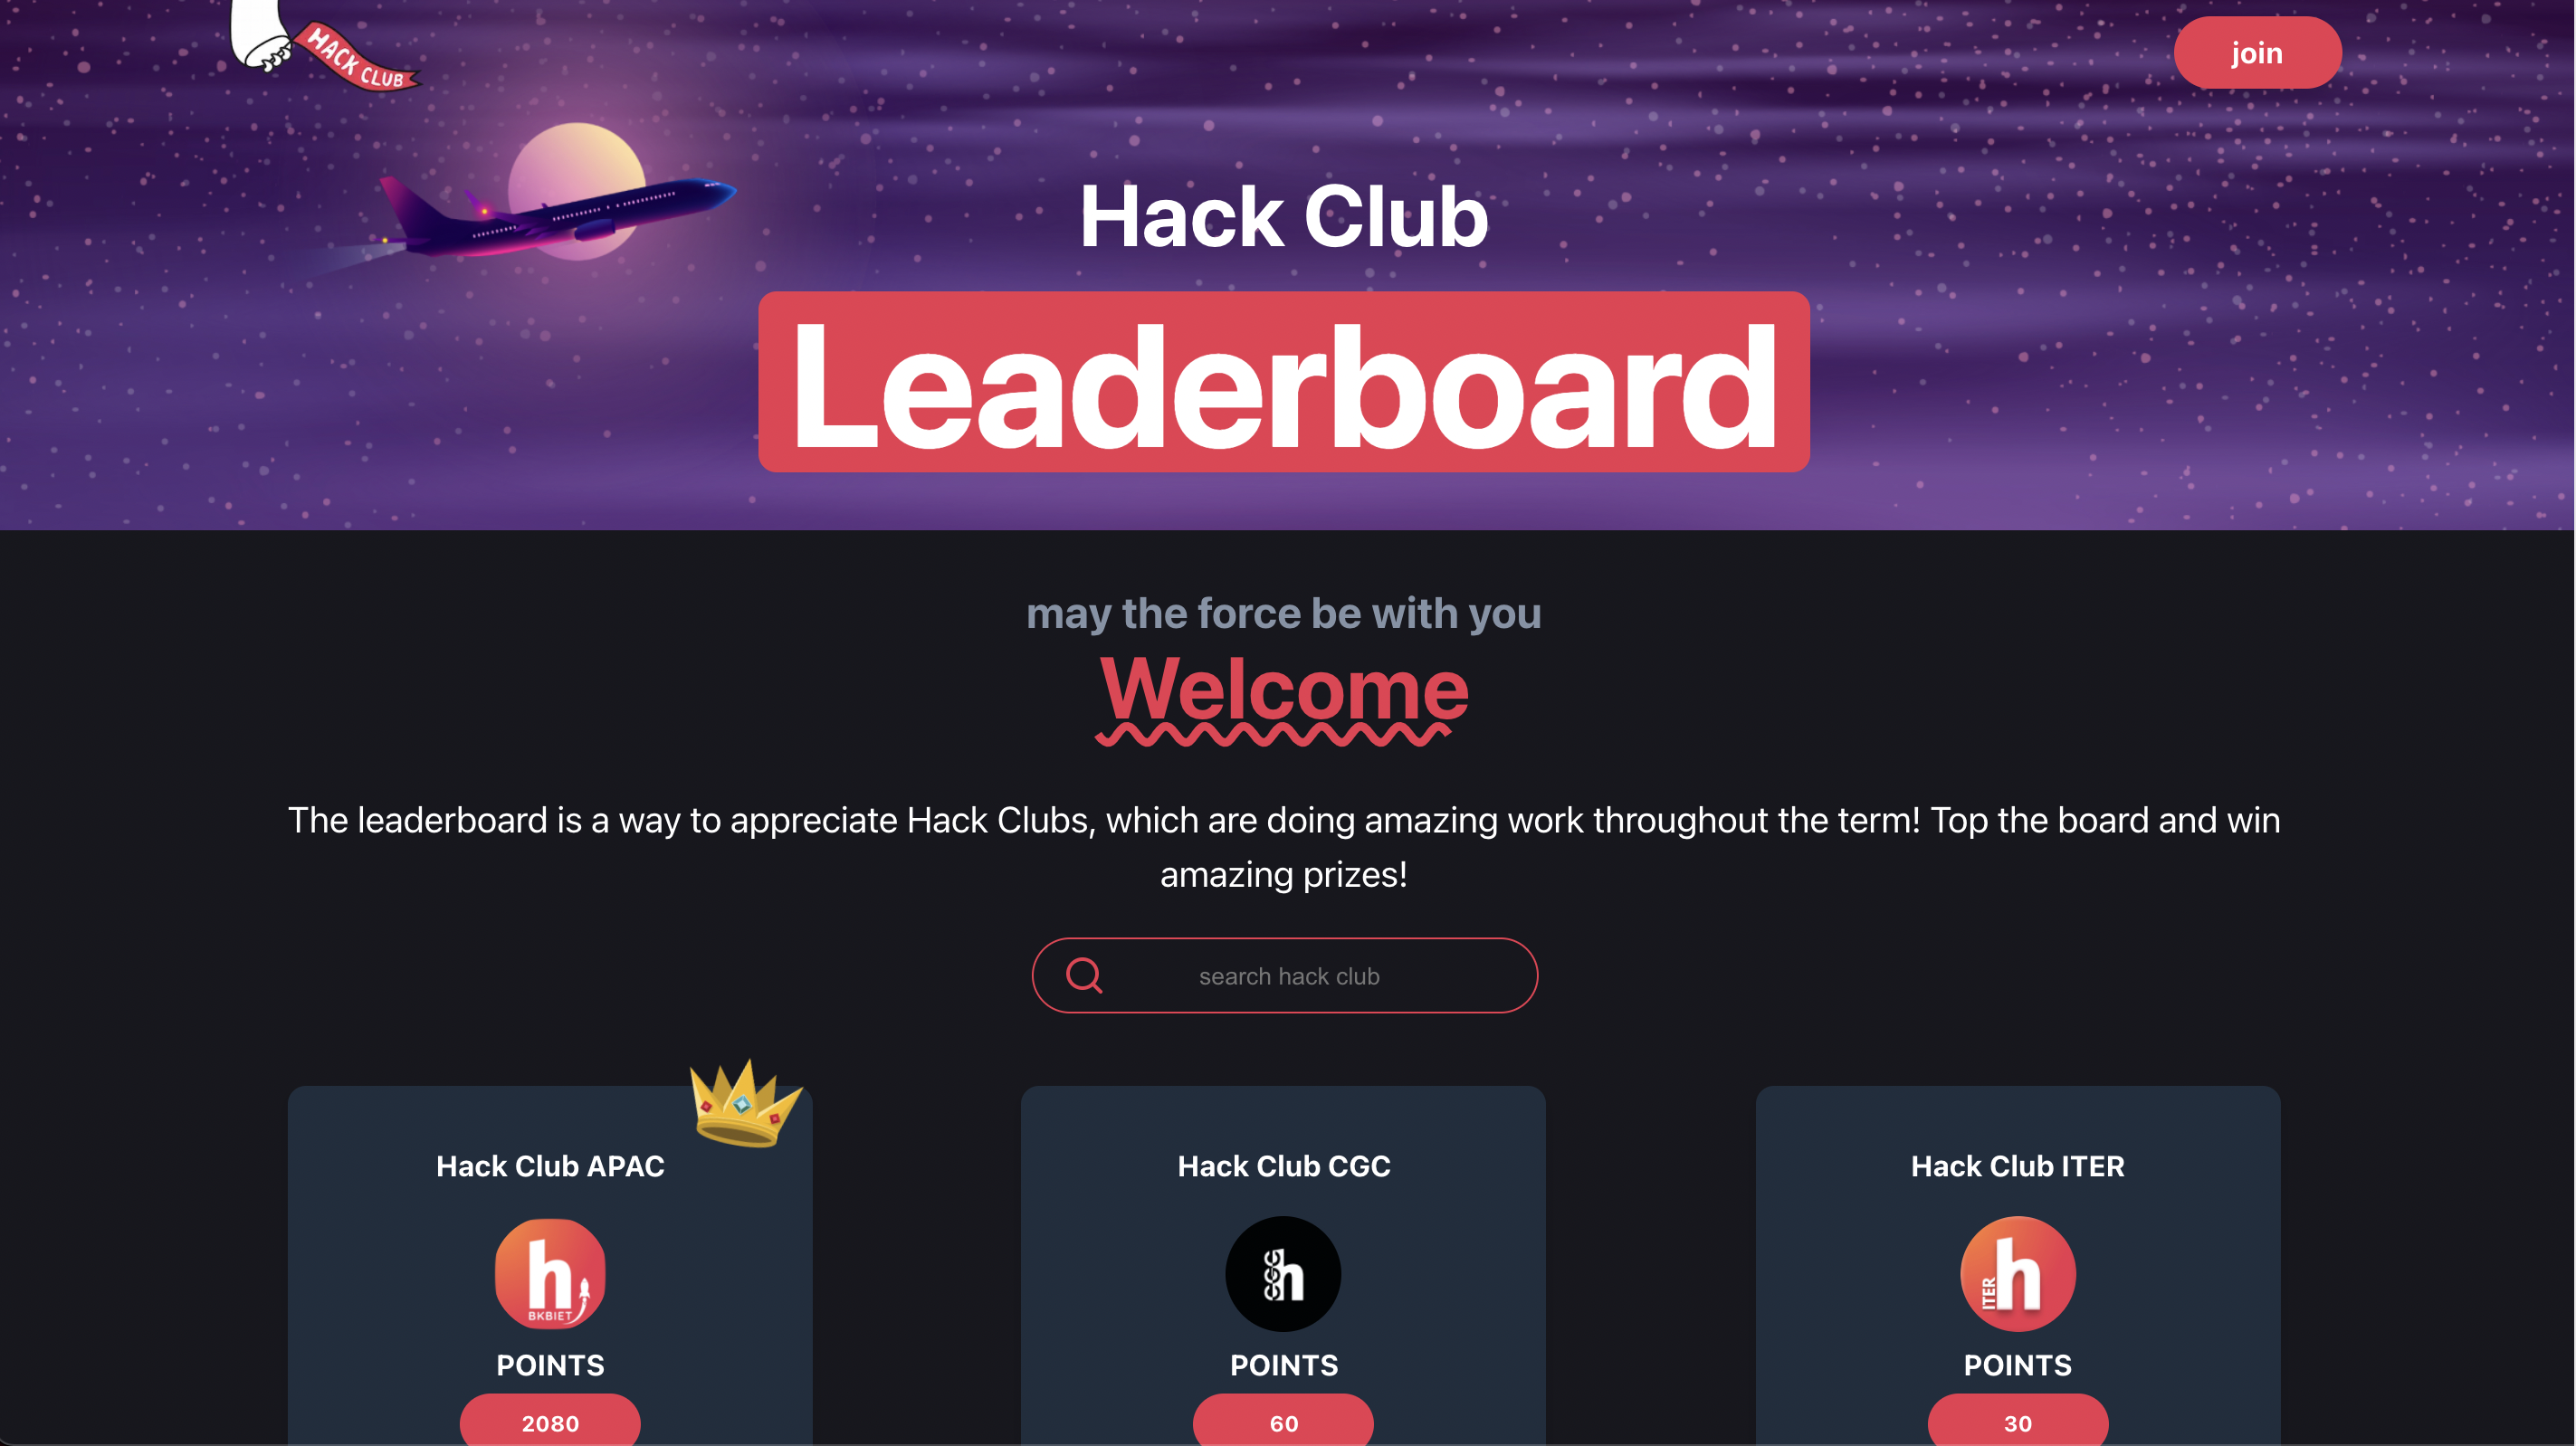 HACK CLUB
join
Hack Club
Leaderboard
may the force be with you
Welcome
The leaderboard is a way to appreciate Hack Clubs, which are doing amazing work throughout the term! Top the board and win
amazing prizes!
search hack club
Hack Club APAC
Hack Club CGC
Hack Club ITER
h
BKBIET
CGC
h
ITER
h
POINTS
POINTS
POINTS
2080
60
30